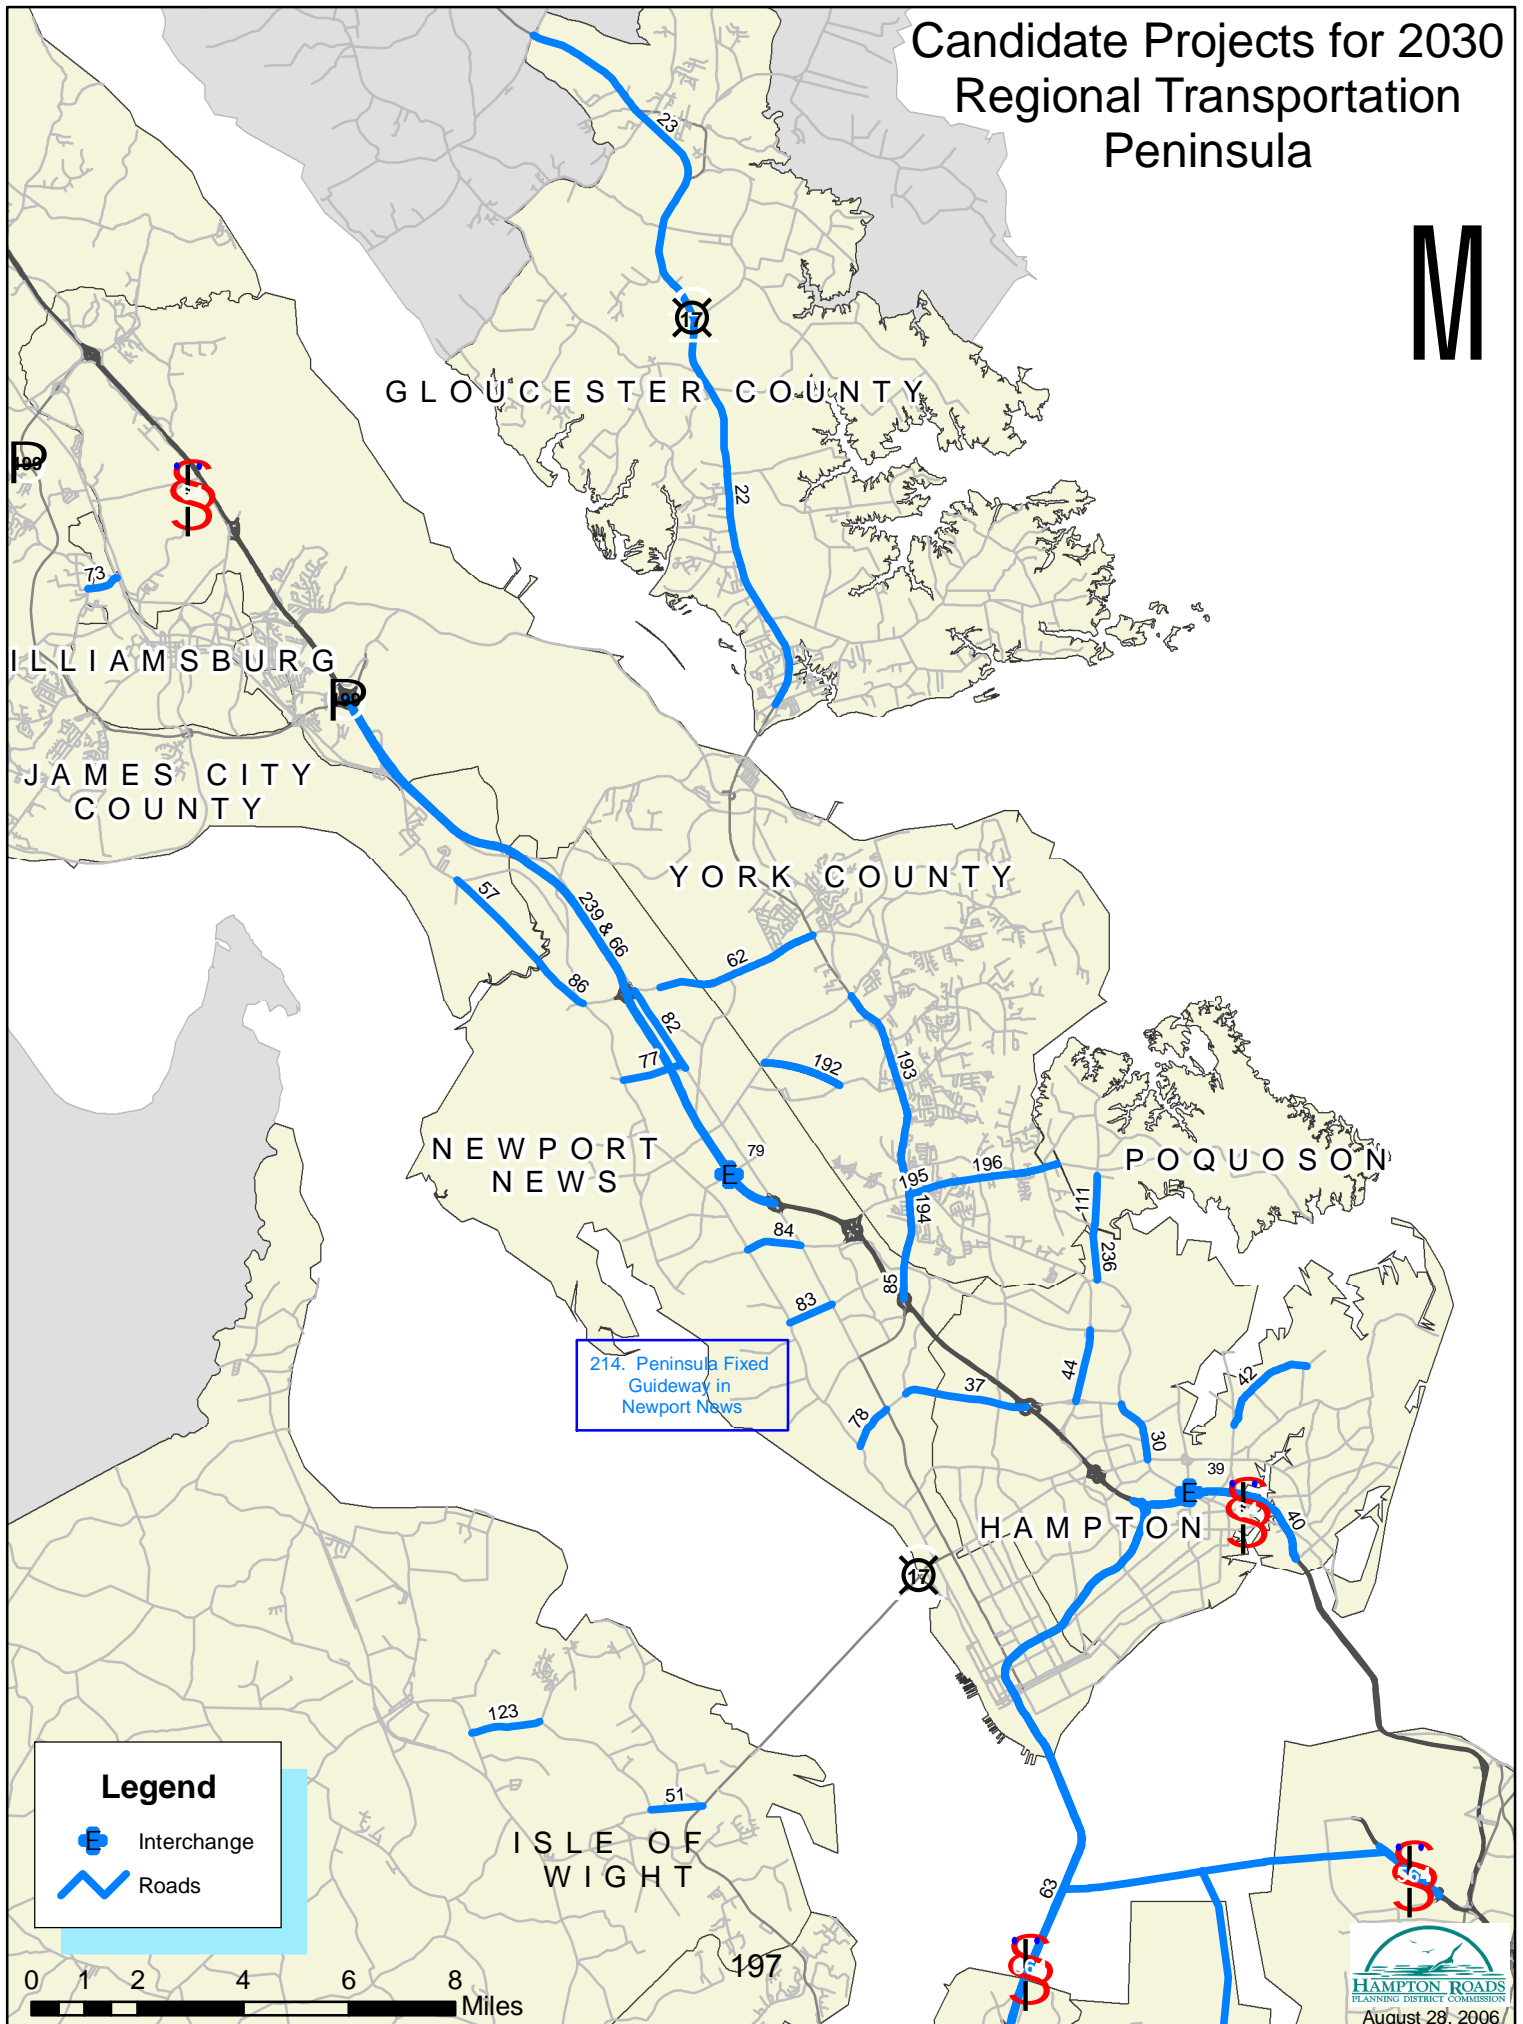 Candidate Projects for 2030
Regional Transportation
Peninsula
M
23
17
GLOUCESTER COUNTY
P
199
22
73
ILLIAMSBURG
P
199
JAMES CITY
COUNTY
YORK COUNTY
57
239 & 66
62
86
82
77
192
193
NEWPORT
NEWS
79
E
POQUOSON
196
195
194
111
236
84
85
83
214. Peninsula Fixed
Guideway in
Newport News
44
42
37
78
30
39
E
40
HAMPTON
17
123
51
ISLE OF
WIGHT
63
197
Legend
E Interchange
Roads
0 1 2 4 6 8
Miles
HAMPTON ROADS
PLANNING DISTRICT COMMISSION
August 28, 2006